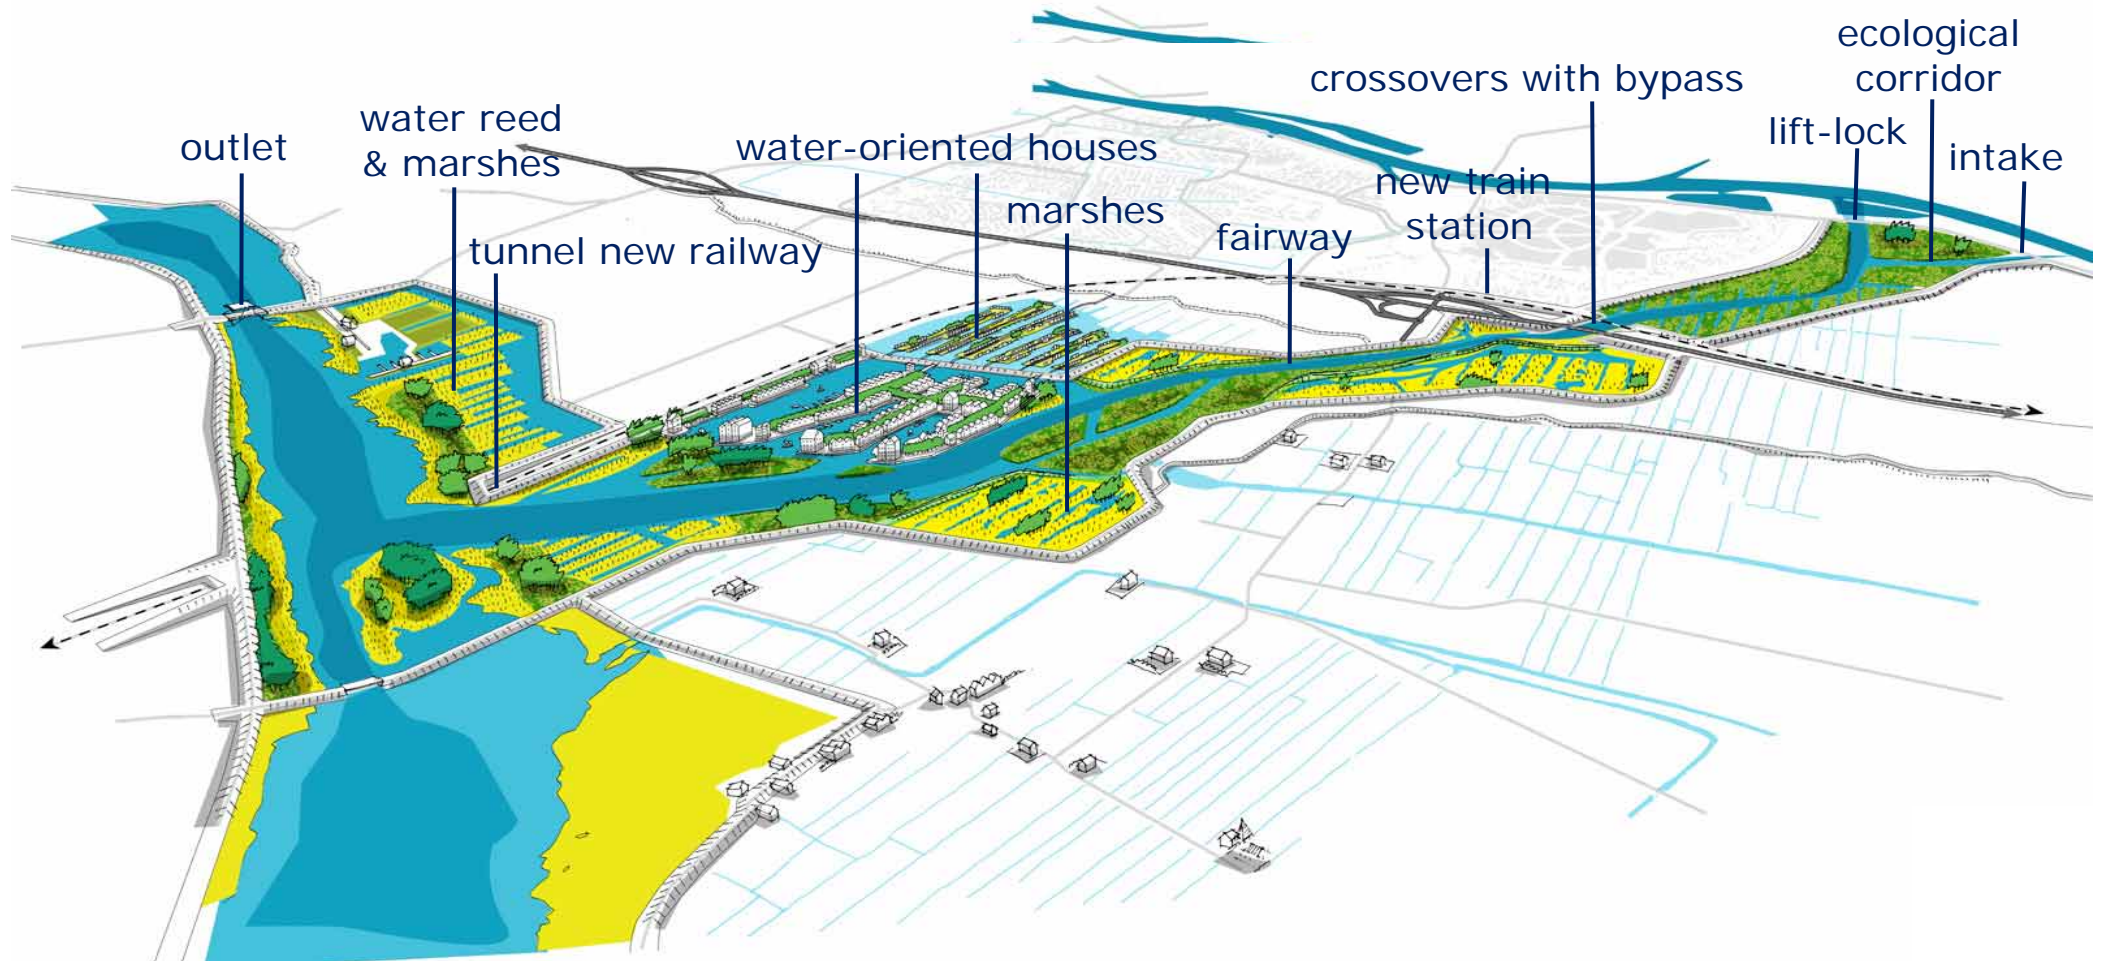 ecological
corridor
crossovers with bypass
lift-lock
intake
water reed
& marshes
outlet
water-oriented houses
new train
station
marshes
fairway
tunnel new railway